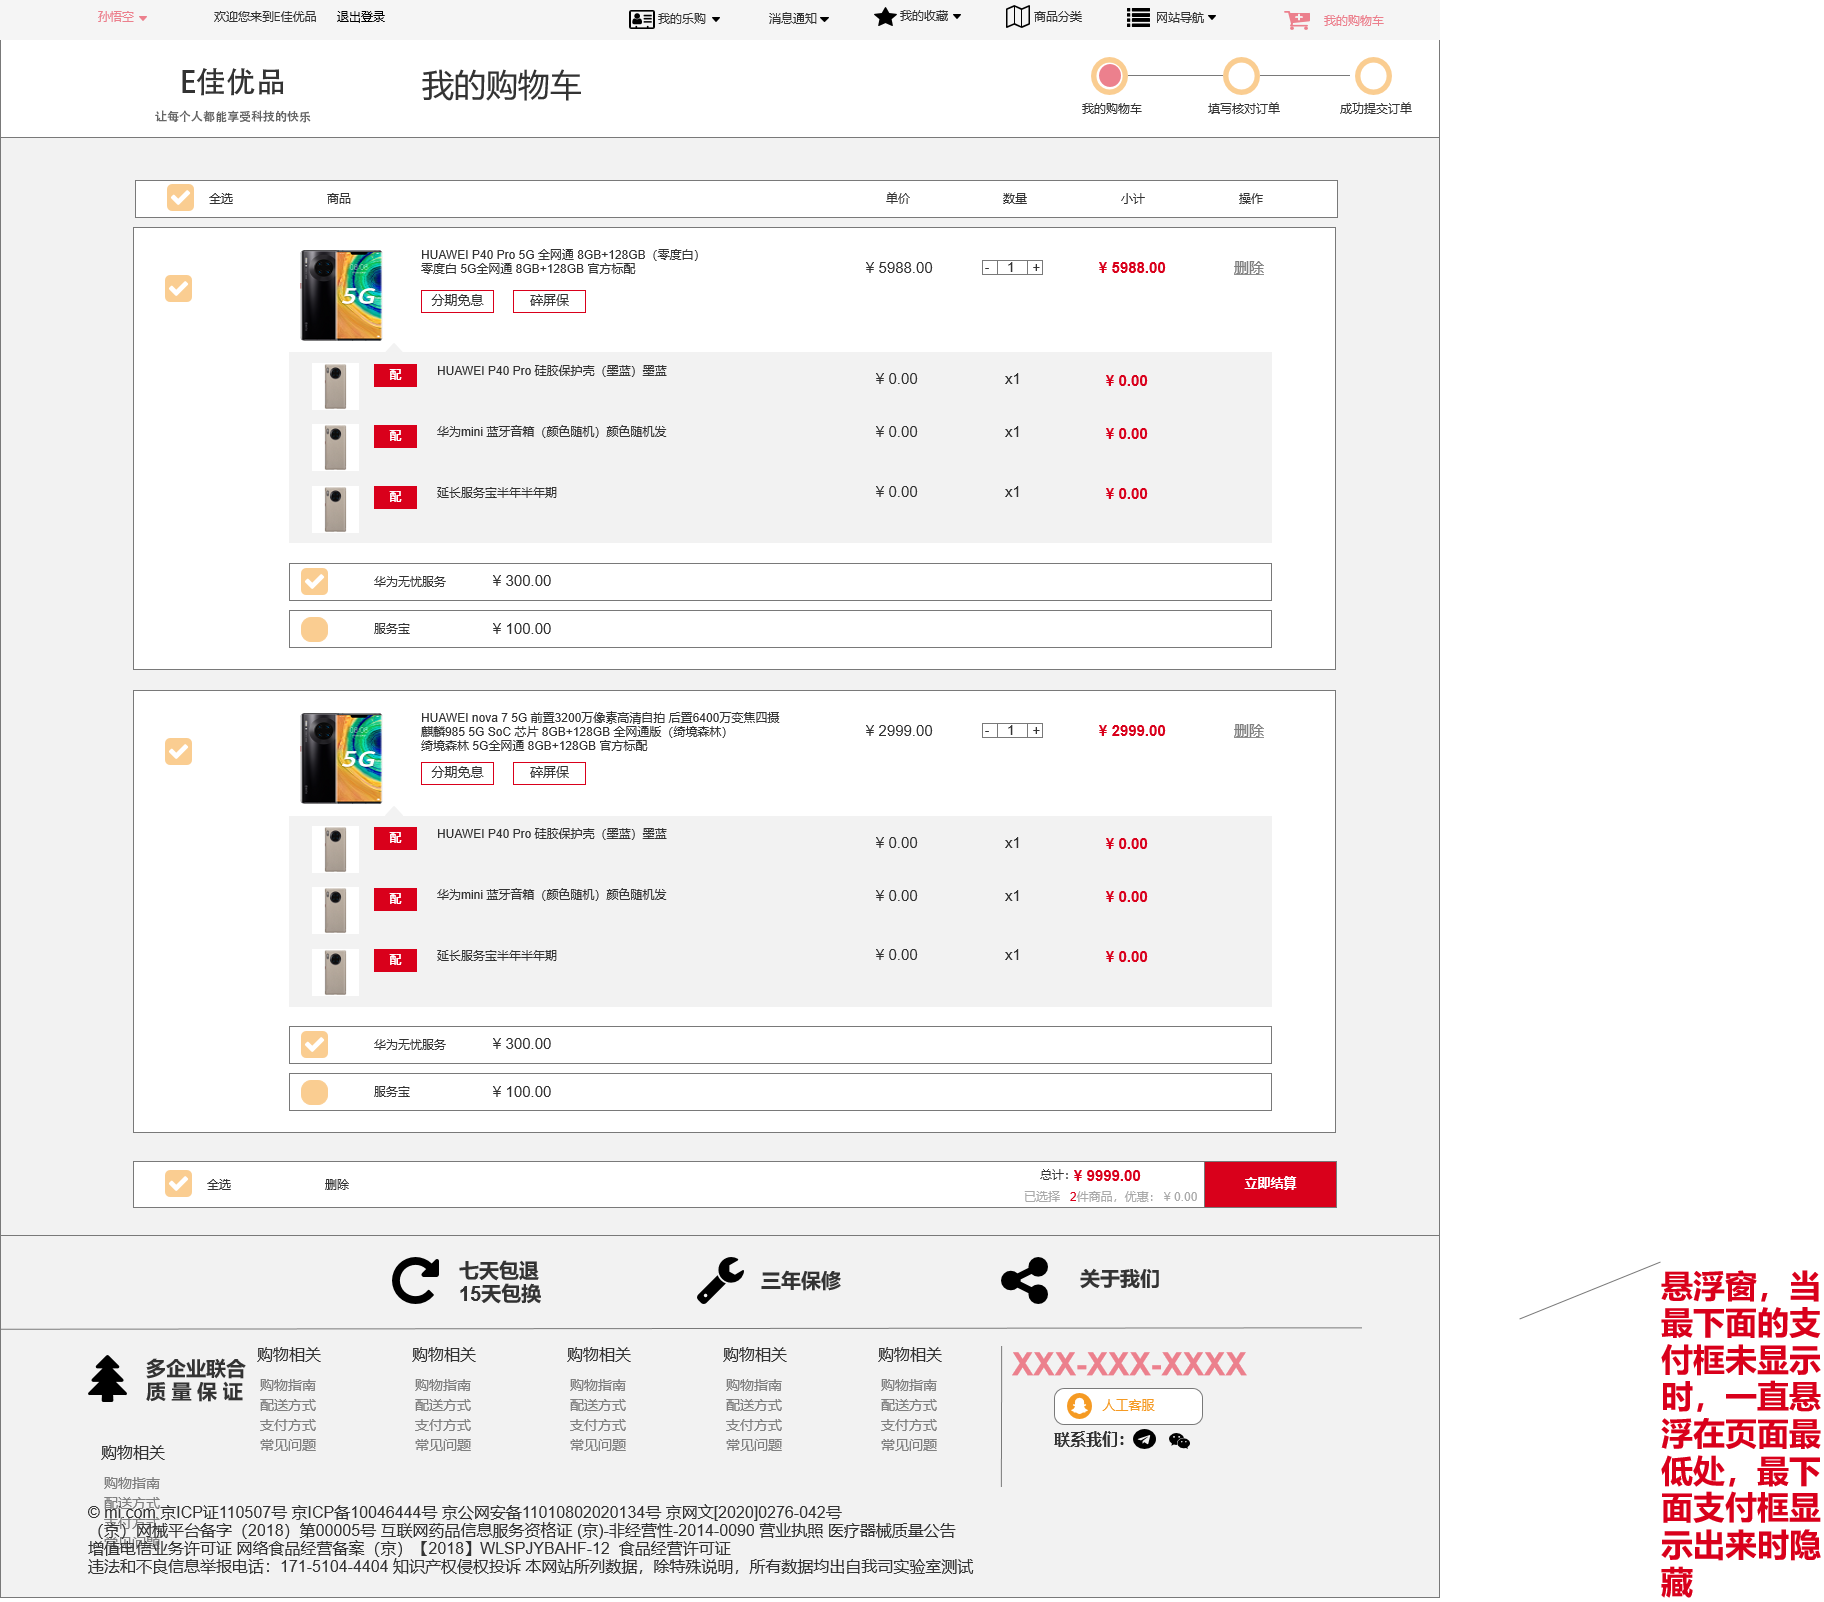 孙悟空
欢迎您来到E佳优品 退出登录
我的乐购
消息通知
我的收藏
商品分类
网站导航
我的购物车
E佳优品
让每个人都能享受科技的快乐
我的购物车
我的购物车
填写核对订单
成功提交订单
全选 商品 单价 数量 小计 操作
HUAWEI P40 Pro 5G 全网通 8GB+128GB（零度白）
零度白 5G全网通 8GB+128GB 官方标配
分期免息 碎屏保
¥ 5988.00 - 1 + ¥ 5988.00 删除
5G
配 HUAWEI P40 Pro 硅胶保护壳（墨蓝）墨蓝 ¥ 0.00 x1 ¥ 0.00
配 华为mini 蓝牙音箱（颜色随机）颜色随机发 ¥ 0.00 x1 ¥ 0.00
配 延长服务宝半年半年期 ¥ 0.00 x1 ¥ 0.00
华为无忧服务 ¥ 300.00
服务宝 ¥ 100.00
HUAWEI nova 7 5G 前置3200万像素高清自拍 后置6400万变焦四摄
麒麟985 5G SoC 芯片 8GB+128GB 全网通版（绮境森林）
绮境森林 5G全网通 8GB+128GB 官方标配
分期免息 碎屏保
¥ 2999.00 - 1 + ¥ 2999.00 删除
5G
配 HUAWEI P40 Pro 硅胶保护壳（墨蓝）墨蓝 ¥ 0.00 x1 ¥ 0.00
配 华为mini 蓝牙音箱（颜色随机）颜色随机发 ¥ 0.00 x1 ¥ 0.00
配 延长服务宝半年半年期 ¥ 0.00 x1 ¥ 0.00
华为无忧服务 ¥ 300.00
服务宝 ¥ 100.00
全选 删除
总计：¥ 9999.00
已选择 2件商品，优惠： ¥ 0.00
立即结算
七天包退
15天包换
三年保修
关于我们
多企业联合
质 量 保 证
购物相关
购物指南
配送方式
支付方式
常见问题
购物相关
购物指南
配送方式
支付方式
常见问题
购物相关
购物指南
配送方式
支付方式
常见问题
购物相关
购物指南
配送方式
支付方式
常见问题
购物相关
购物指南
配送方式
支付方式
常见问题
XXX-XXX-XXXX
人工客服
联系我们：
购物相关
购物指南
配送方式
支付方式
常见问题
© mi.com 京ICP证110507号 京ICP备10046444号 京公网安备11010802020134号 京网文[2020]0276-042号
（京）网械平台备字（2018）第00005号 互联网药品信息服务资格证 (京)-非经营性-2014-0090 营业执照 医疗器械质量公告
增值电信业务许可证 网络食品经营备案（京）【2018】WLSPJYBAHF-12 食品经营许可证
违法和不良信息举报电话：171-5104-4404 知识产权侵权投诉 本网站所列数据，除特殊说明，所有数据均出自我司实验室测试
悬浮窗，当
最下面的支
付框未显示
时，一直悬
浮在页面最
低处，最下
面支付框显
示出来时隐
藏